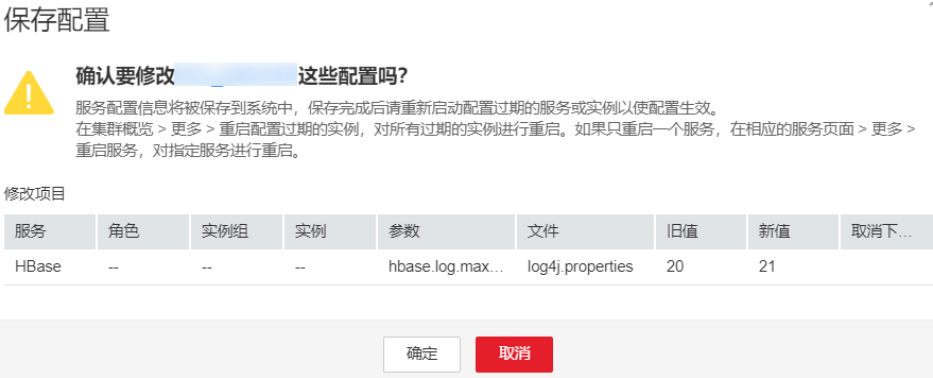 保存配置
确认要修改 这些配置吗？
服务配置信息将被保存到系统中，保存完成后请重新启动配置过期的服务或实例以使配置生效。
在集群概览 > 更多 > 重启配置过期的实例，对所有过期的实例进行重启。如果只重启一个服务，在相应的服务页面 > 更多 >
重启服务，对指定服务进行重启。
修改项目
服务 角色 实例组 实例 参数 文件 旧值 新值 取消下...
HBase -- -- -- hbase.log.max... log4j.properties 20 21
确定 取消